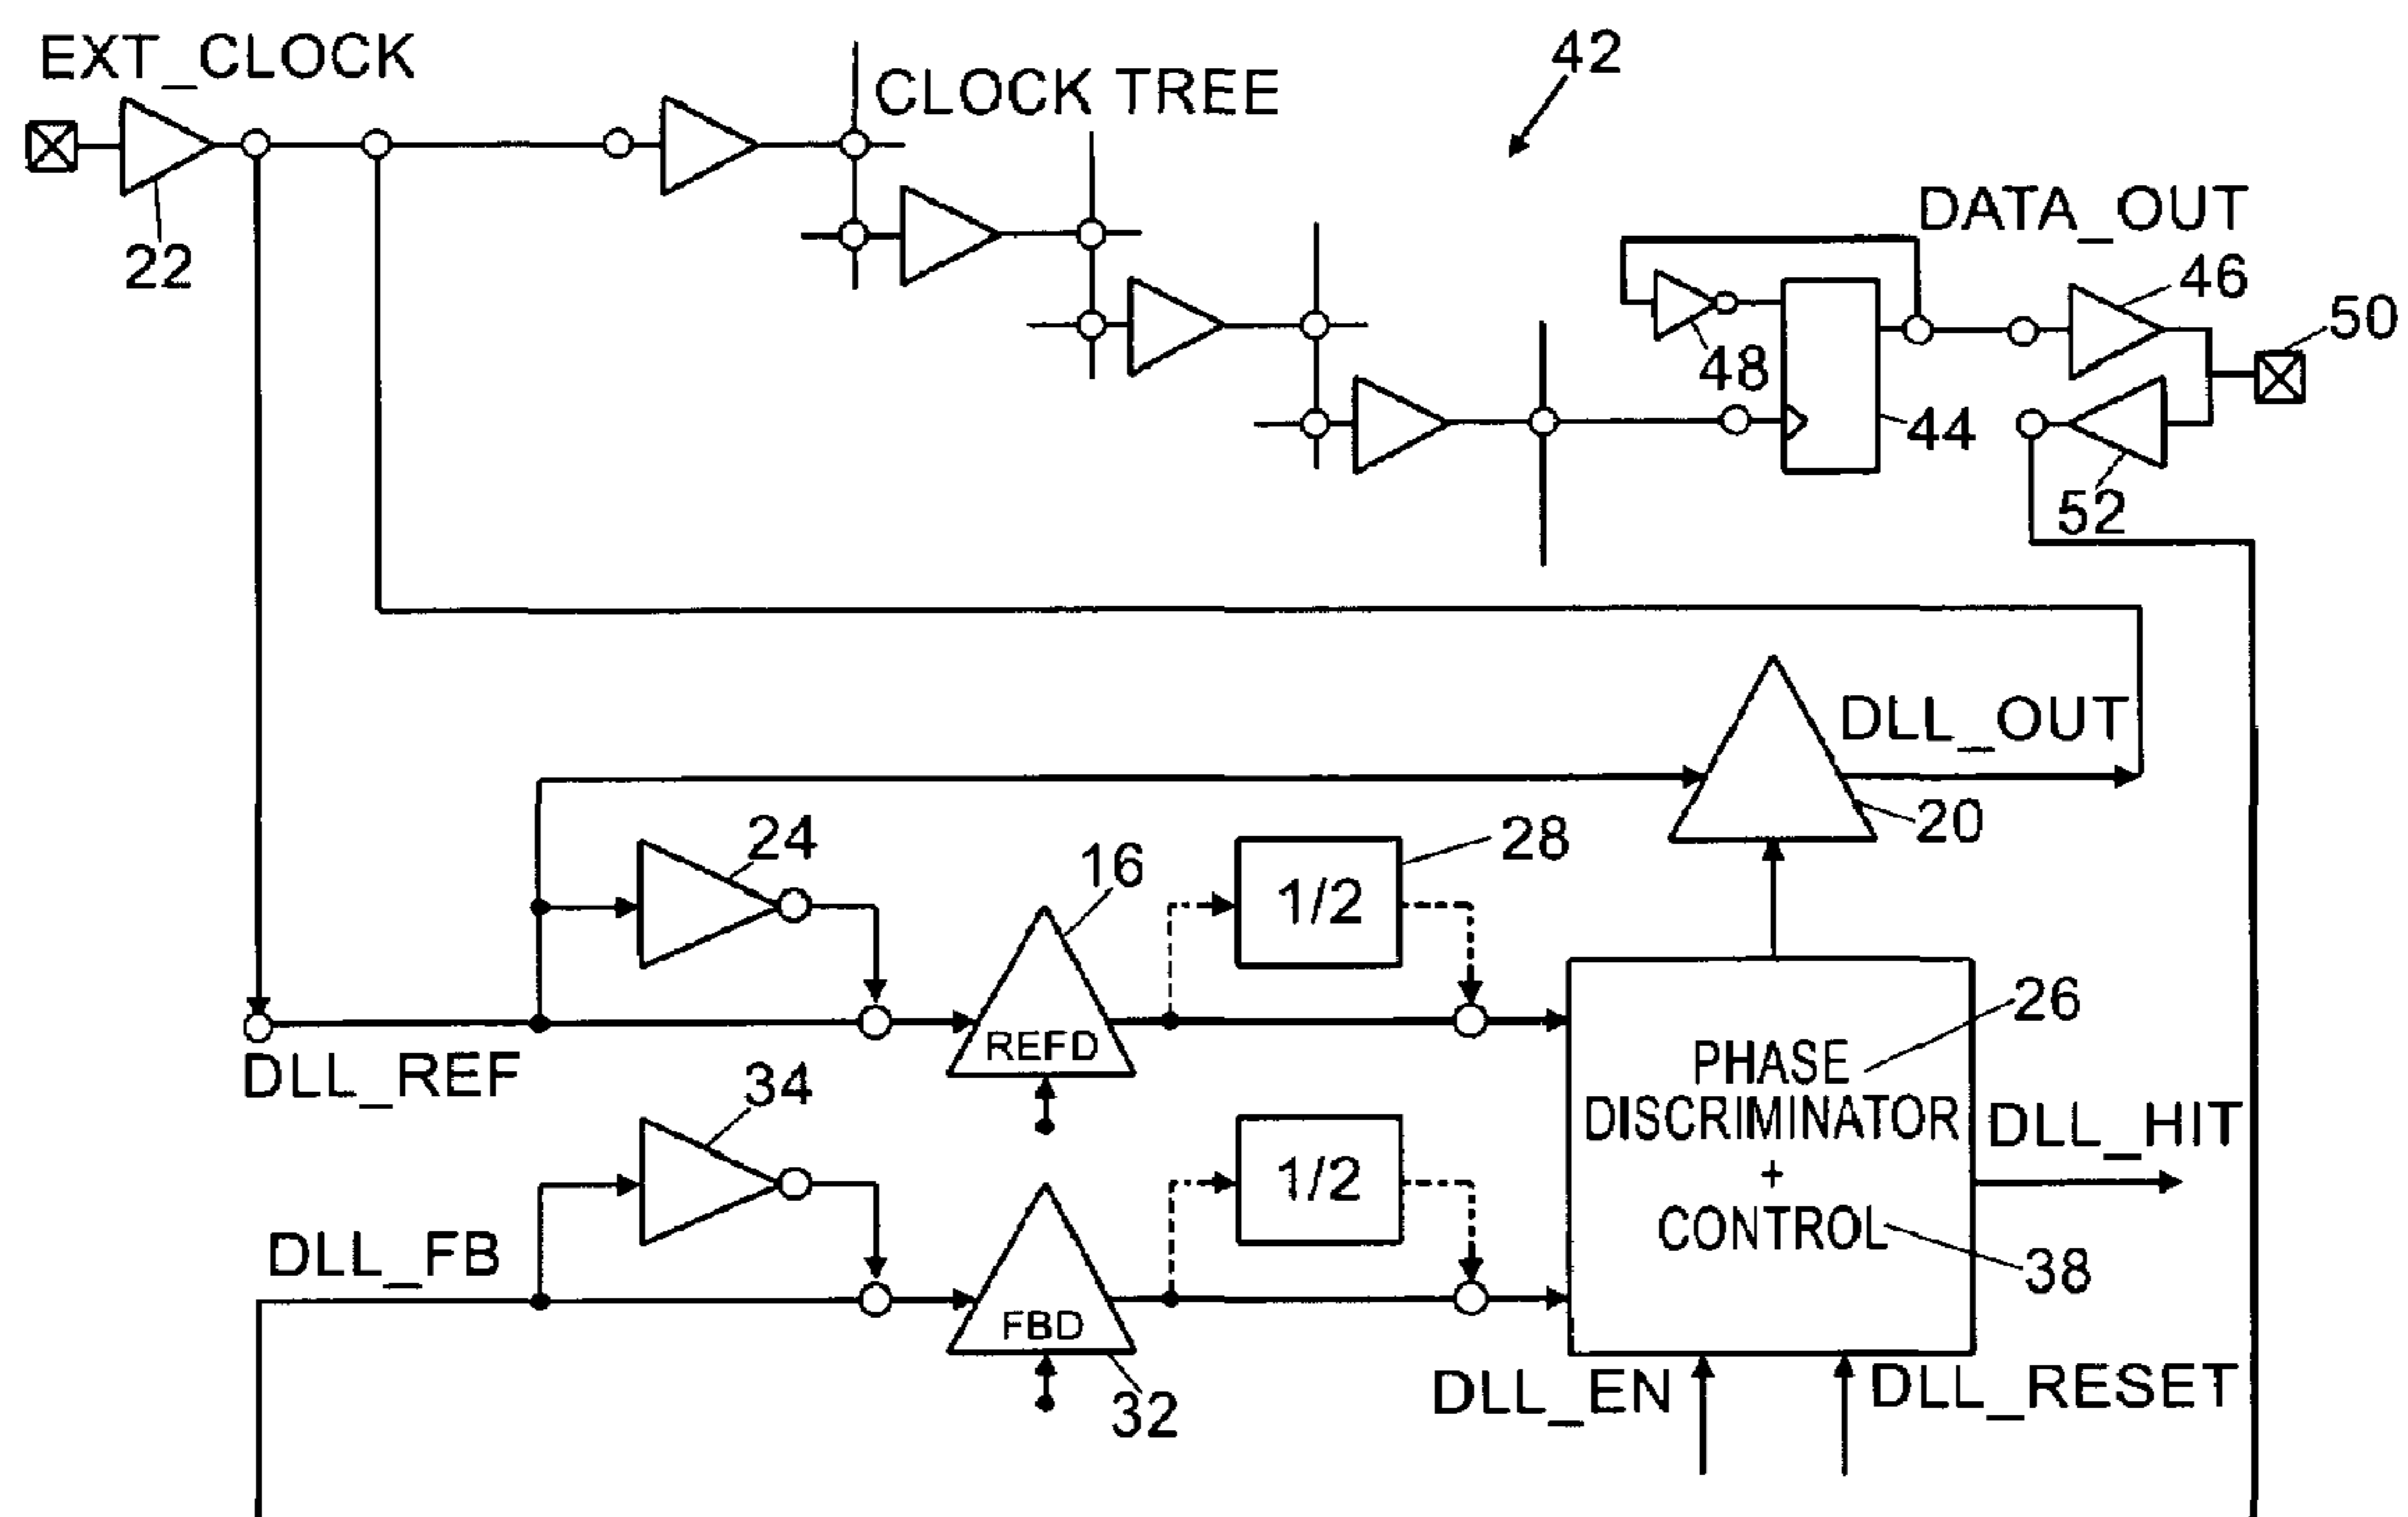 EXT_CLOCK
42
CLOCK TREE
22
DATA_OUT
46
50
48
44
52
DLL_OUT
20
24
16
28
1/2
26
REFD
DLL_REF
PHASE
DISCRIMINATOR
+
CONTROL
34
1/2
DLL_HIT
DLL_FB
38
FBD
32
DLL_EN
DLL_RESET